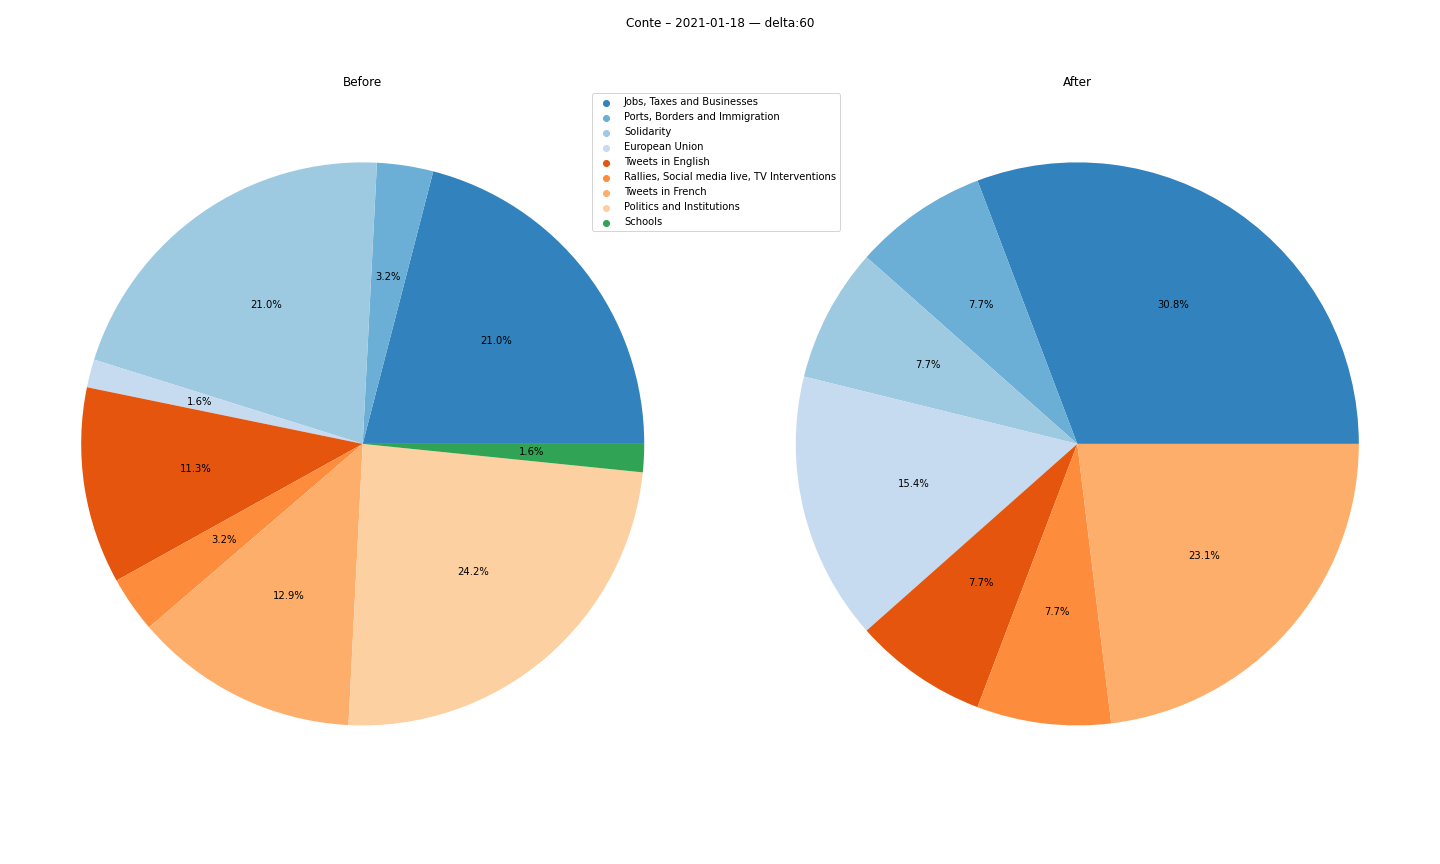 Conte – 2021-01-18 — delta:60
Before
After
Jobs, Taxes and Businesses
Ports, Borders and Immigration
Solidarity
European Union
Tweets in English
Rallies, Social media live, TV Interventions
Tweets in French
Politics and Institutions
Schools
21.0%
3.2%
21.0%
1.6%
11.3%
3.2%
12.9%
24.2%
1.6%
30.8%
7.7%
7.7%
15.4%
7.7%
7.7%
23.1%